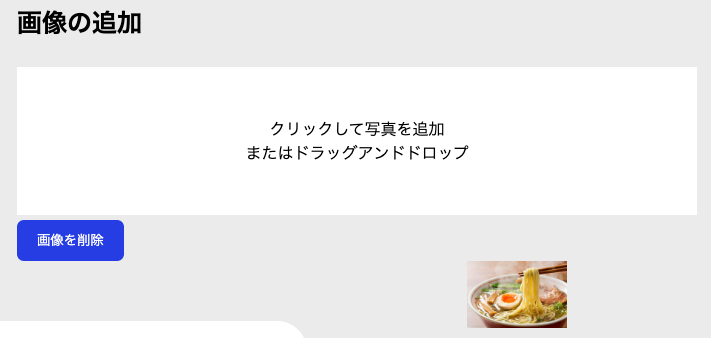 画像の追加
クリックして写真を追加
またはドラッグアンドドロップ
画像を削除